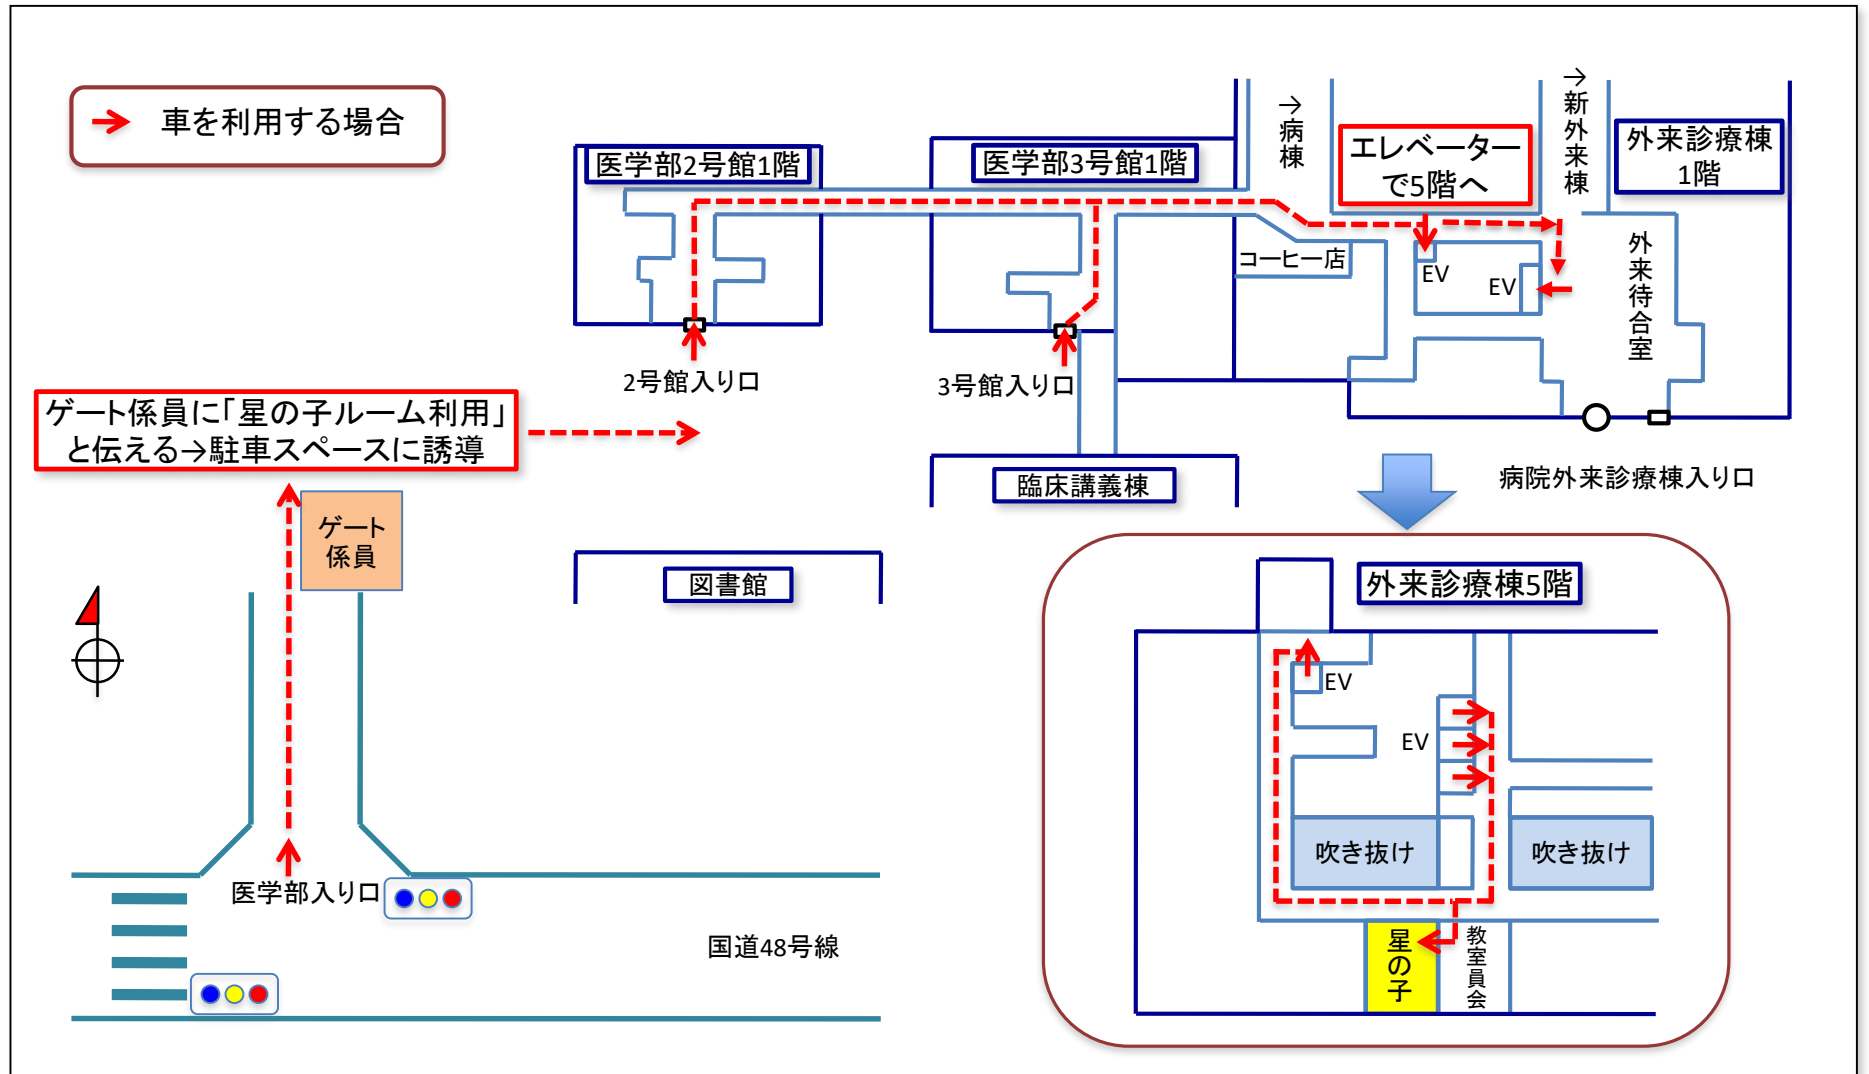 車を利用する場合
→病棟
→新外来棟
医学部2号館1階
医学部3号館1階
エレベーター
で5階へ
外来診療棟
1階
コーヒー店
EV
EV
外来待合室
2号館入り口
3号館入り口
ゲート係員に「星の子ルーム利用」
と伝える→駐車スペースに誘導
臨床講義棟
病院外来診療棟入り口
ゲート
係員
図書館
外来診療棟5階
EV
EV
吹き抜け
吹き抜け
医学部入り口
国道48号線
星の子
教室員会